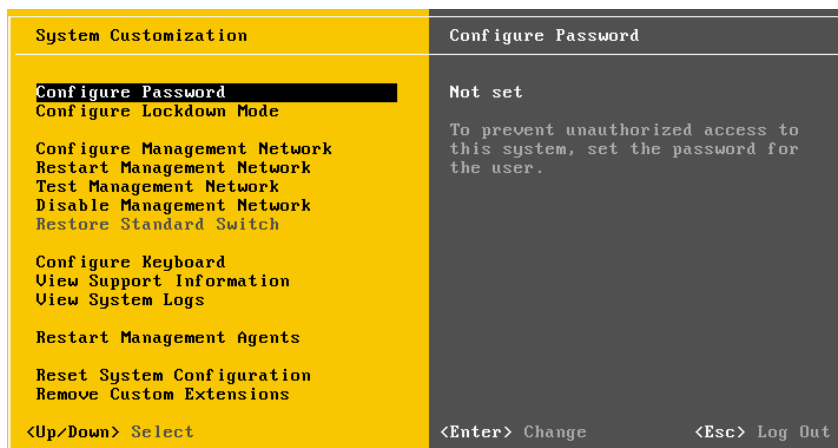 System Customization
Configure Password
Configure Lockdown Mode
Configure Management Network
Restart Management Network
Test Management Network
Disable Management Network
Restore Standard Switch
Configure Keyboard
View Support Information
View System Logs
Restart Management Agents
Reset System Configuration
Remove Custom Extensions
<Up/Down> Select
Configure Password
Not set
To prevent unauthorized access to
this system, set the password for
the user.
<Enter> Change <Esc> Log Out